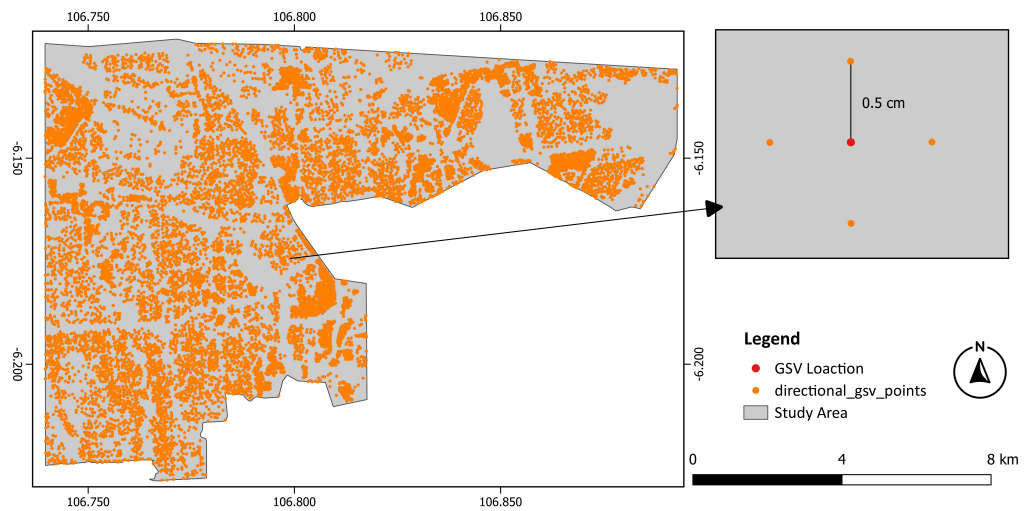 106.750 106.800 106.850
-6.150
-6.200
106.750 106.800 106.850
-6.150
-6.200
0.5 cm
Legend
GSV Loaction
directional_gsv_points
Study Area
N
0 4 8 km